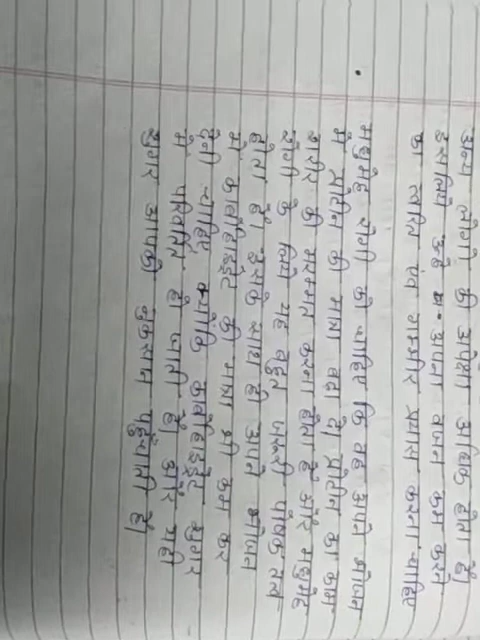 अन्य लोगों की अपेक्षा अधिक होता है।
इसलिये उन्हें अपना वजन कम करने
का त्वरित एंव गम्भीर प्रयास करना चाहिए
मधुमेह रोगी को चाहिए कि वह अपने भोजन
मे प्रोटीन की मात्रा बढ़ा दे। प्रोटीन का काम
शरीर की मरम्मत करना होता है और मधुमेह
रोगी के लिये यह बहुत जरूरी पोषक तत्व
होता है। इसके साथ ही अपने भोजन
मे कार्बोहाइड्रेट की मात्रा भी कम कर
देनी चाहिए क्योंकि कार्बोहाइड्रेट शुगर
मे परिवर्तित हो जाती है। और यही
शुगर आपको नुकसान पहुँचाती है।